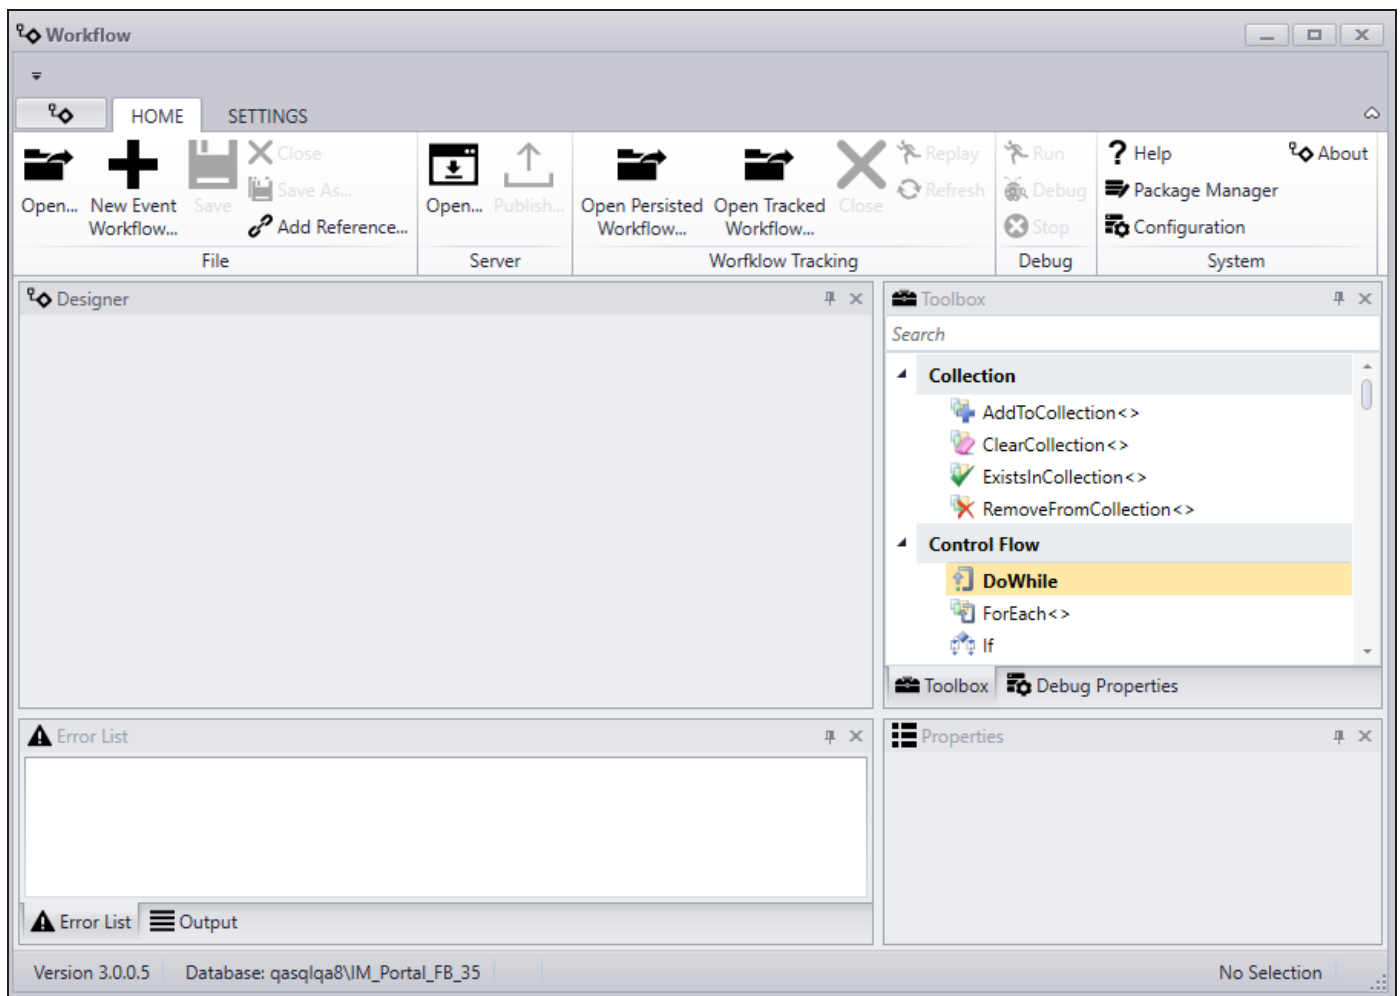 Workflow
HOME SETTINGS
Open...
New Event
Workflow...
Save
Close
Save As...
Add Reference...
File
Open...
Publish...
Server
Open Persisted
Workflow...
Open Tracked
Workflow...
Close
Replay
Refresh
Worfklow Tracking
Run
Debug
Stop
Debug
Help
Package Manager
Configuration
About
System
Designer
Toolbox
Search
Collection
AddToCollection<>
ClearCollection<>
ExistsInCollection<>
RemoveFromCollection<>
Control Flow
DoWhile
ForEach<>
If
Toolbox Debug Properties
Error List
Error List Output
Properties
Version 3.0.0.5 Database: qasqlqa8\IM_Portal_FB_35 No Selection